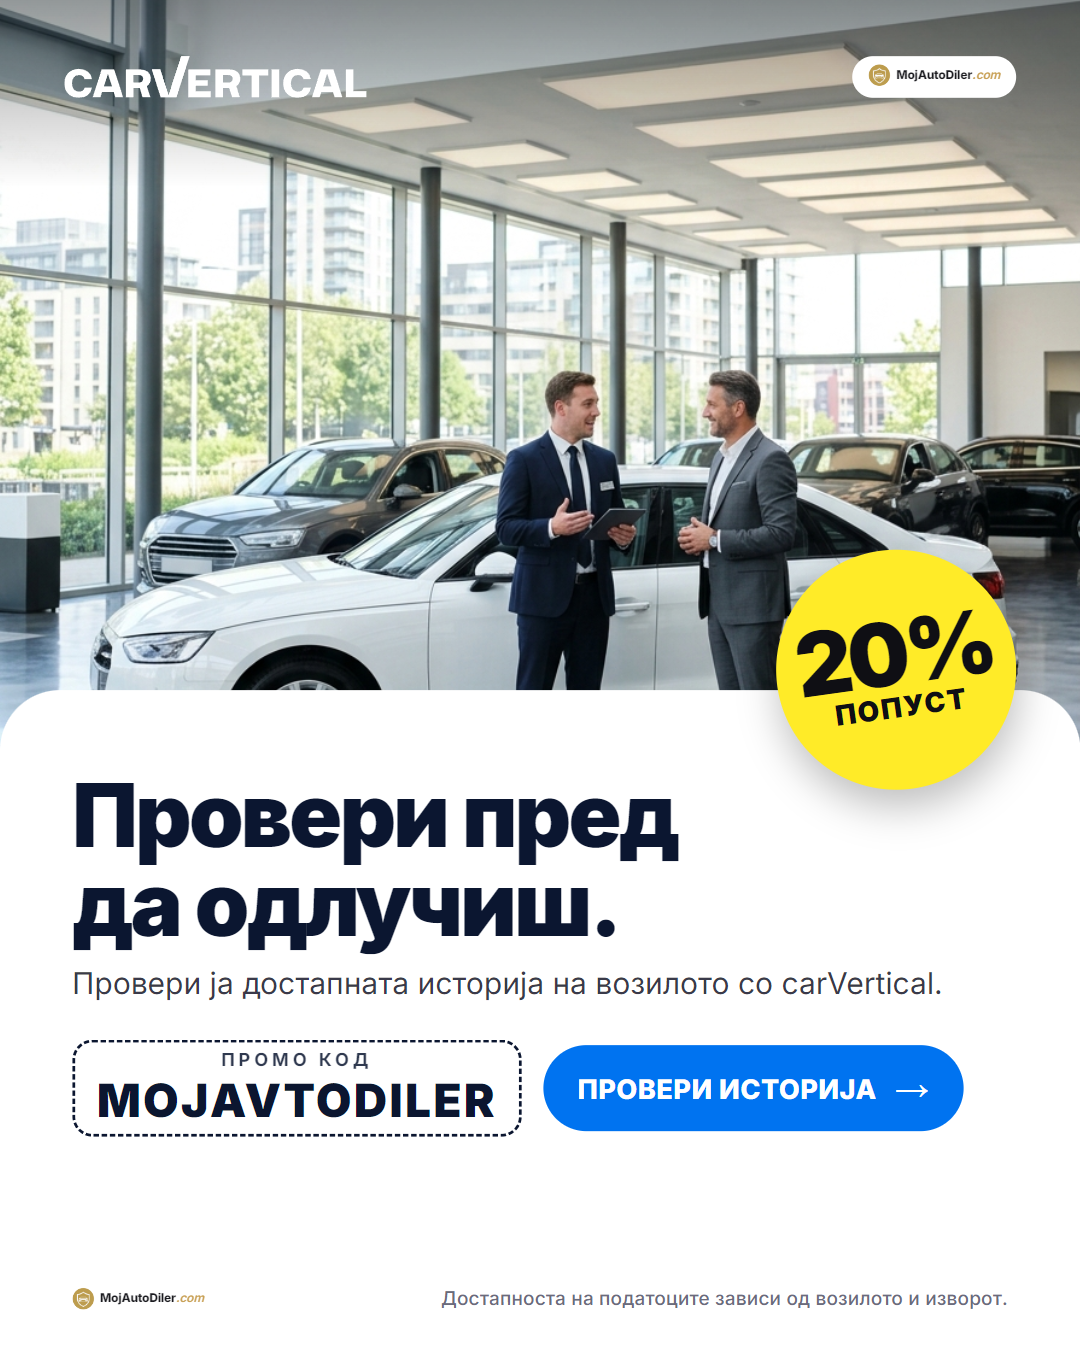 CARVERTICAL
MojAutoDiler.com
20%
ПОПУСТ
Провери пред
да одлучиш.
Провери ја достапната историја на возилото со carVertical.
ПРОМО КОД
MOJAVTODILER
ПРОВЕРИ ИСТОРИЈА →
MojAutoDiler.com
Достапноста на податоците зависи од возилото и изворот.